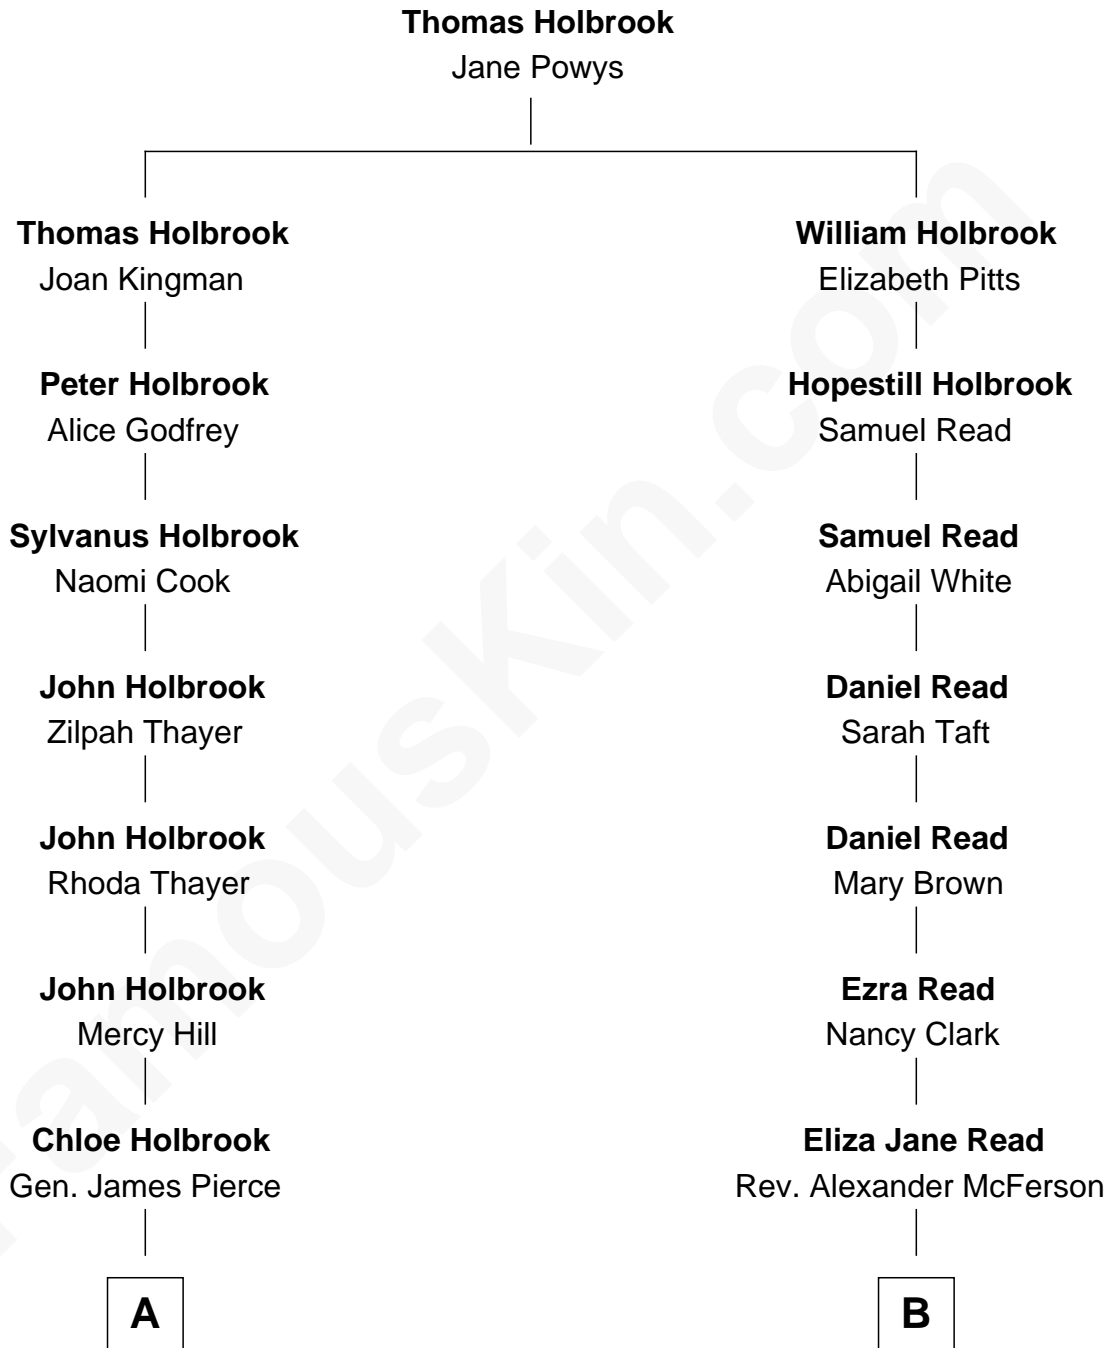 Thomas Holbrook
Jane Powys
Thomas Holbrook
Joan Kingman
Peter Holbrook
Alice Godfrey
Sylvanus Holbrook
Naomi Cook
John Holbrook
Zilpah Thayer
John Holbrook
Rhoda Thayer
John Holbrook
Mercy Hill
Chloe Holbrook
Gen. James Pierce
A
William Holbrook
Elizabeth Pitts
Hopestill Holbrook
Samuel Read
Samuel Read
Abigail White
Daniel Read
Sarah Taft
Daniel Read
Mary Brown
Ezra Read
Nancy Clark
Eliza Jane Read
Rev. Alexander McFerson
B
FamousKin.com